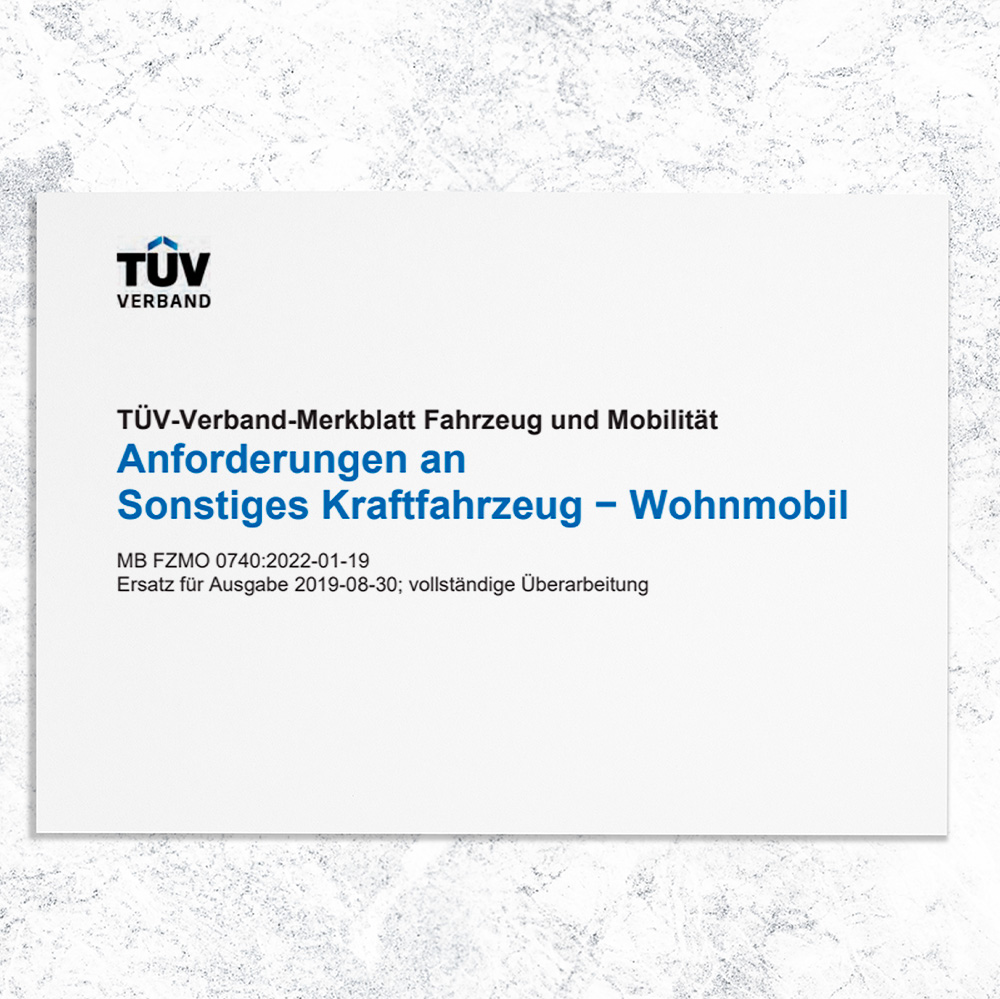 TÜV
VERBAND
TÜV-Verband-Merkblatt Fahrzeug und Mobilität
Anforderungen an
Sonstiges Kraftfahrzeug – Wohnmobil
MB FZMO 0740:2022-01-19
Ersatz für Ausgabe 2019-08-30; vollständige Überarbeitung